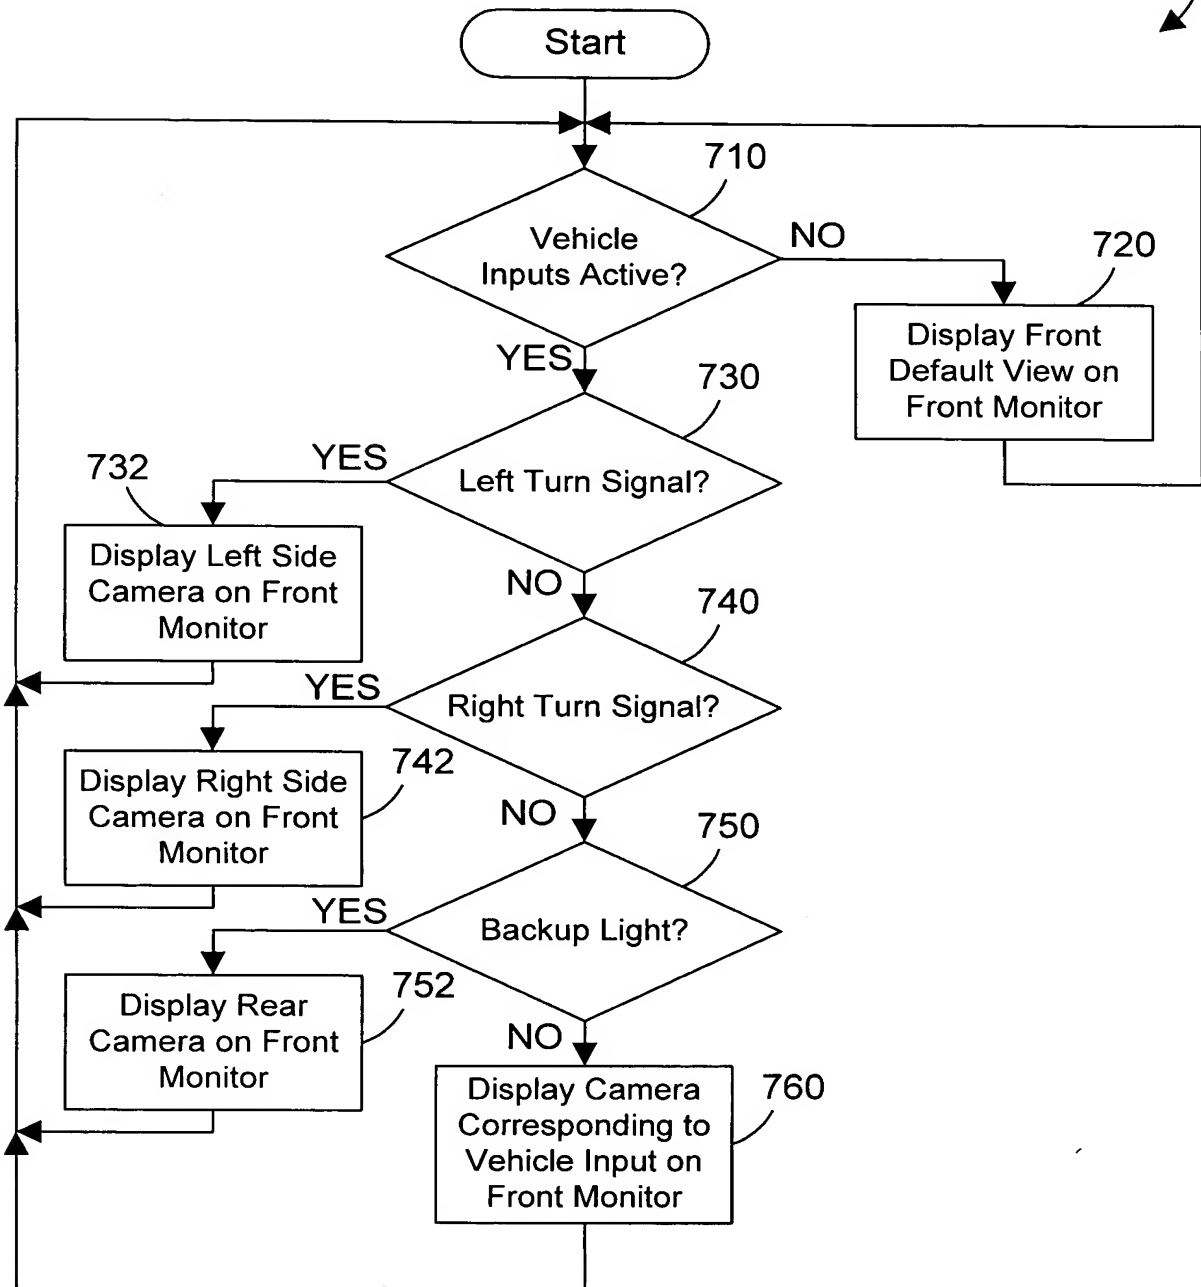 Start
710
Vehicle
Inputs Active?
NO
720
Display Front
Default View on
Front Monitor
YES
730
Left Turn Signal?
YES
732
Display Left Side
Camera on Front
Monitor
NO
740
Right Turn Signal?
YES
742
Display Right Side
Camera on Front
Monitor
NO
750
Backup Light?
YES
752
Display Rear
Camera on Front
Monitor
NO
760
Display Camera
Corresponding to
Vehicle Input on
Front Monitor